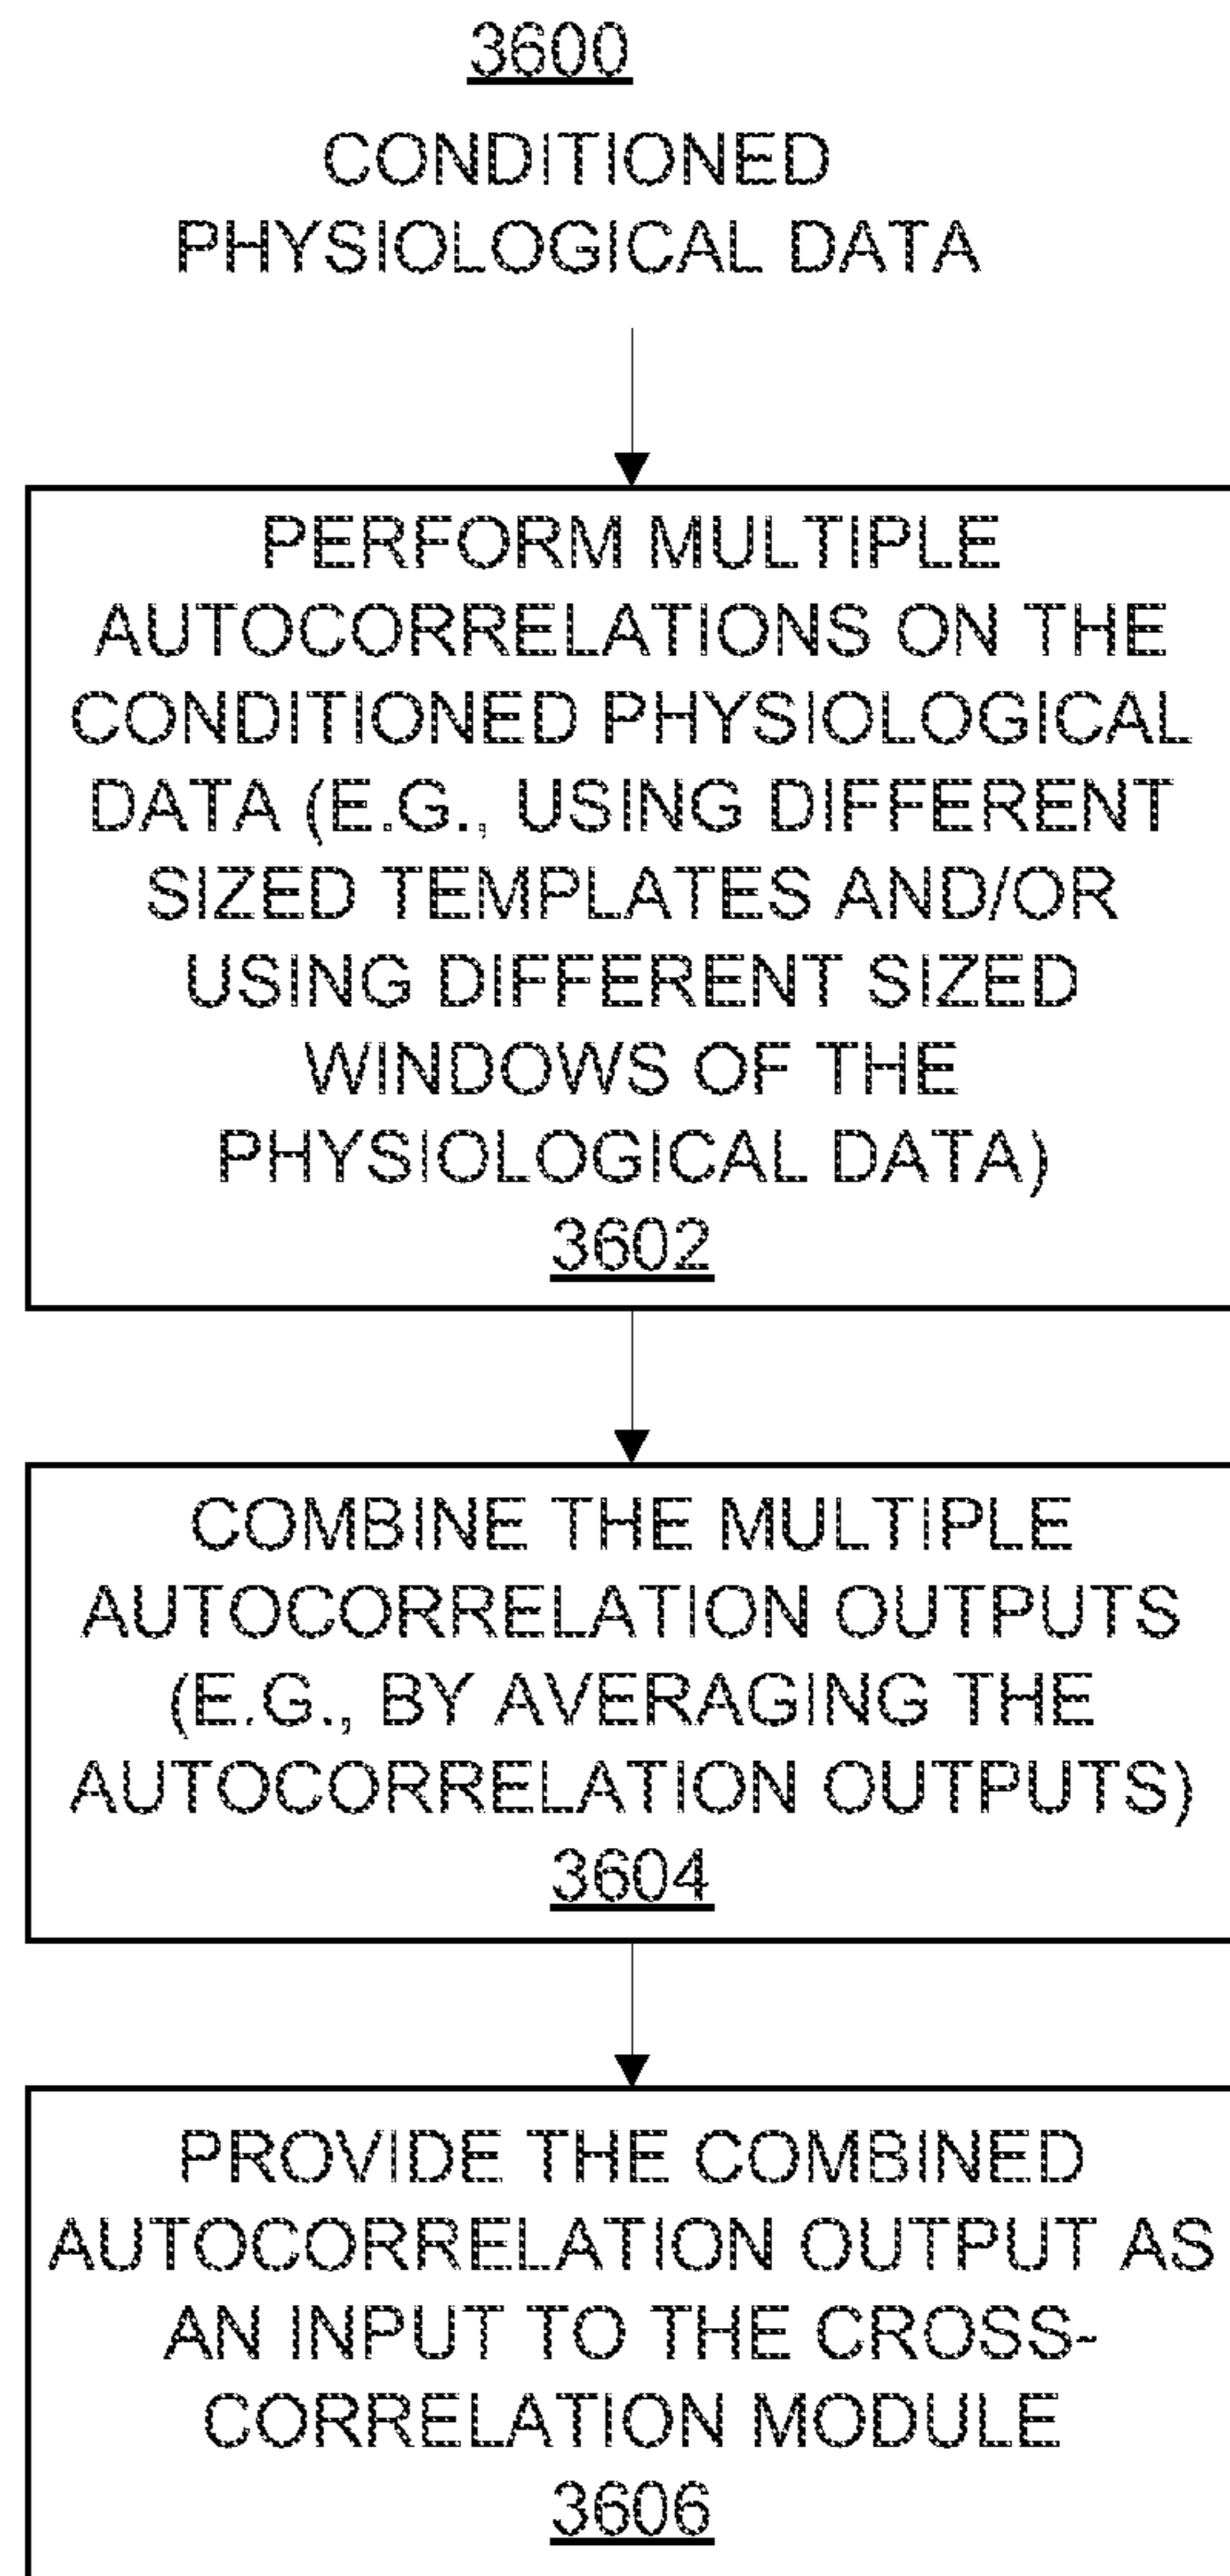 3600
CONDITIONED
PHYSIOLOGICAL DATA
PERFORM MULTIPLE
AUTOCORRELATIONS ON THE
CONDITIONED PHYSIOLOGICAL
DATA (E.G., USING DIFFERENT
SIZED TEMPLATES AND/OR
USING DIFFERENT SIZED
WINDOWS OF THE
PHYSIOLOGICAL DATA)
3602
COMBINE THE MULTIPLE
AUTOCORRELATION OUTPUTS
(E.G., BY AVERAGING THE
AUTOCORRELATION OUTPUTS)
3604
PROVIDE THE COMBINED
AUTOCORRELATION OUTPUT AS
AN INPUT TO THE CROSS-
CORRELATION MODULE
3606